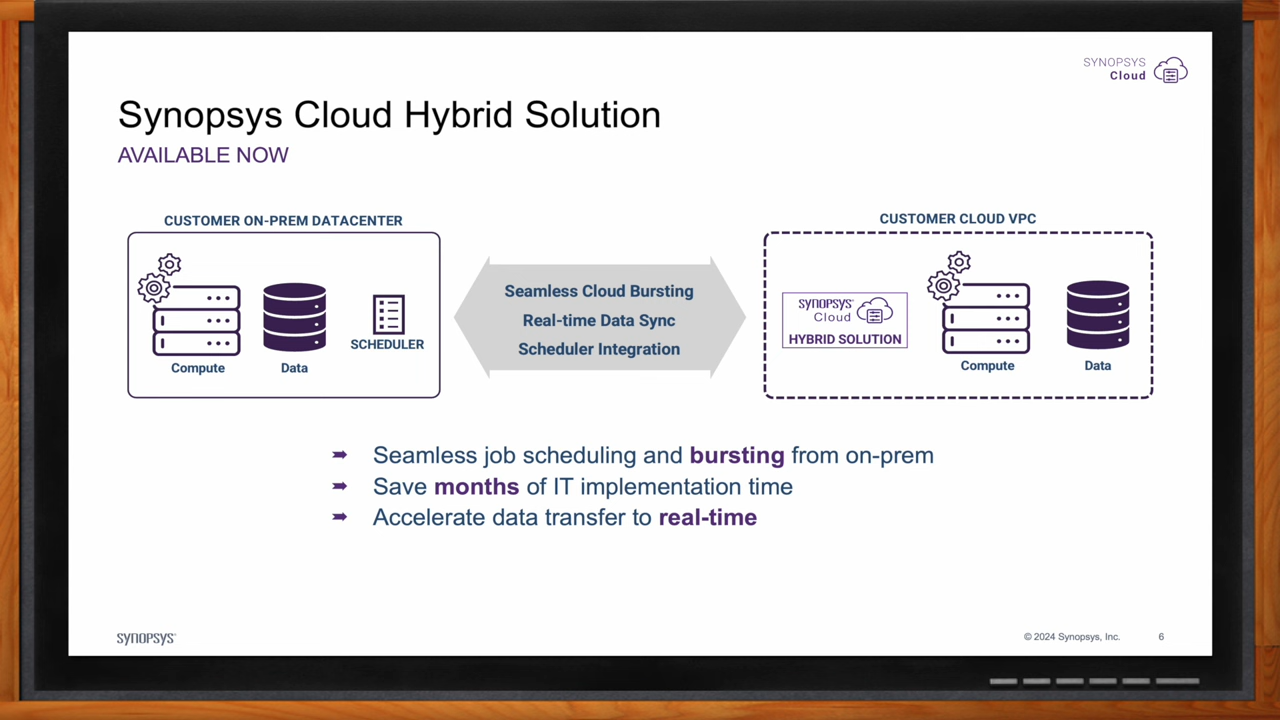 SYNOPSYS
Cloud
Synopsys Cloud Hybrid Solution
AVAILABLE NOW
CUSTOMER ON-PREM DATACENTER
Compute
Data
SCHEDULER
Seamless Cloud Bursting
Real-time Data Sync
Scheduler Integration
CUSTOMER CLOUD VPC
SYNOPSYS
Cloud
HYBRID SOLUTION
Compute
Data
Seamless job scheduling and bursting from on-prem
Save months of IT implementation time
Accelerate data transfer to real-time
SYNOPSYS
© 2024 Synopsys, Inc.
6